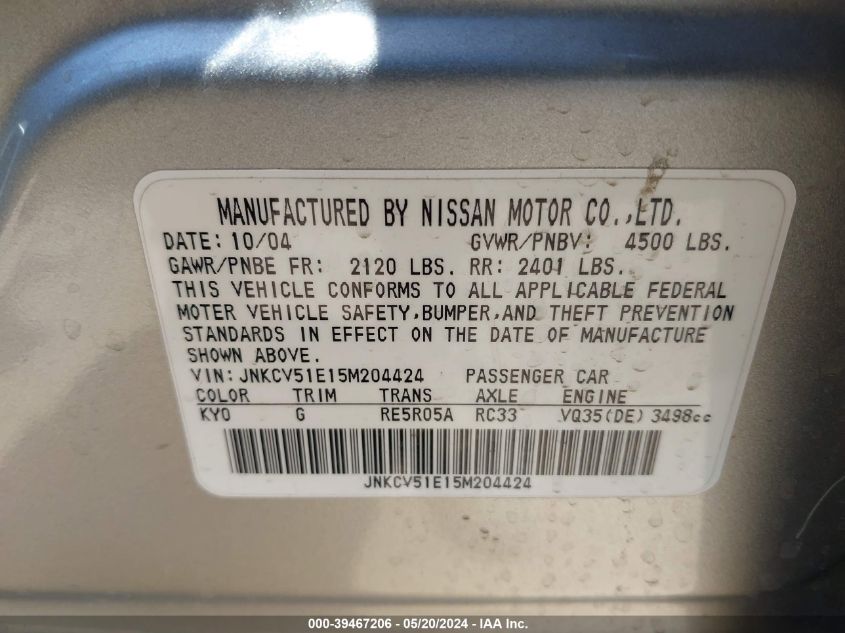 MANUFACTURED BY NISSAN MOTOR CO.,LTD.
DATE: 10/04 GVWR/PNBV: 4500 LBS.
GAWR/PNBE FR: 2120 LBS. RR: 2401 LBS.
THIS VEHICLE CONFORMS TO ALL APPLICABLE FEDERAL
MOTER VEHICLE SAFETY,BUMPER,AND THEFT PREVENTION
STANDARDS IN EFFECT ON THE DATE OF MANUFACTURE
SHOWN ABOVE.
VIN: JNKCV51E15M204424 PASSENGER CAR
COLOR TRIM TRANS AXLE ENGINE
KY0 G RE5R05A RC33 VQ35(DE) 3498cc
JNKCV51E15M204424
000-39467206 - 05/20/2024 - IAA Inc.